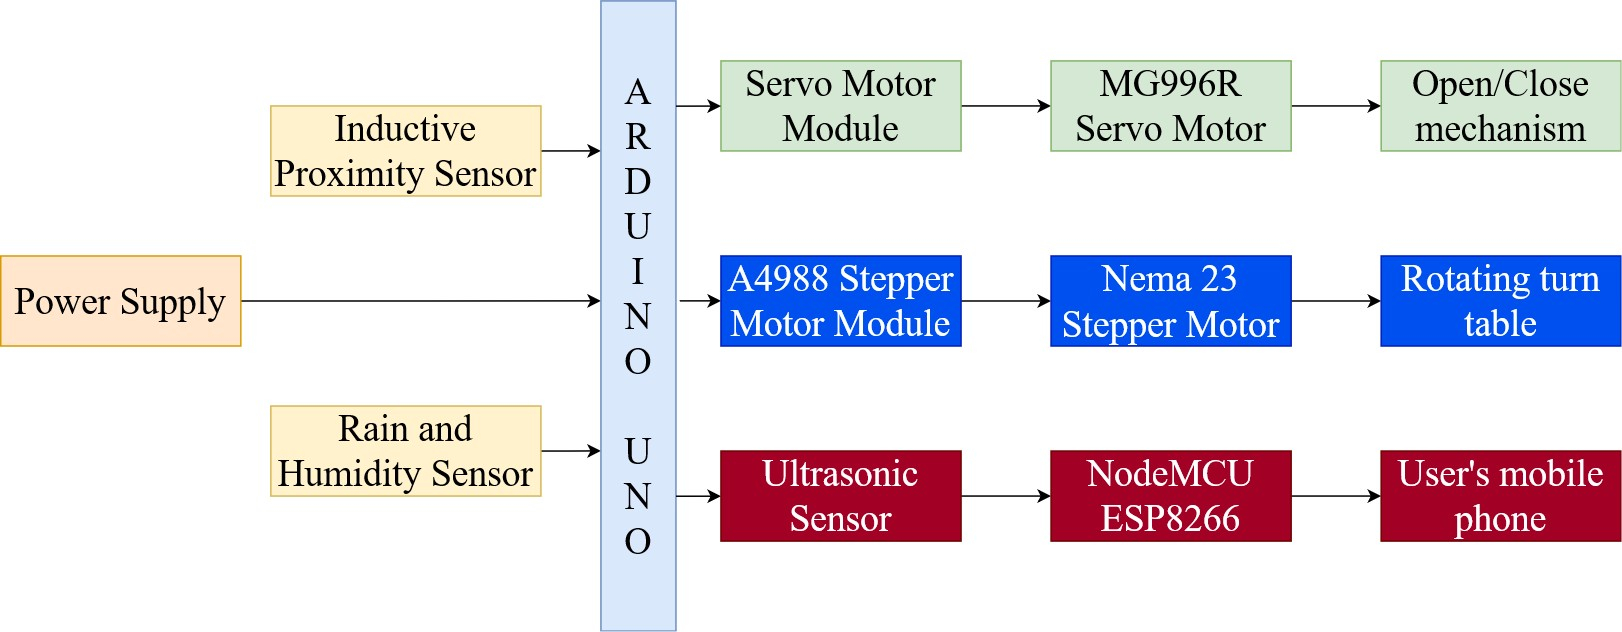 Inductive
Proximity Sensor
Power Supply
Rain and
Humidity Sensor
A
R
D
U
I
N
O
U
N
O
Servo Motor
Module
MG996R
Servo Motor
Open/Close
mechanism
A4988 Stepper
Motor Module
Nema 23
Stepper Motor
Rotating turn
table
Ultrasonic
Sensor
NodeMCU
ESP8266
User's mobile
phone